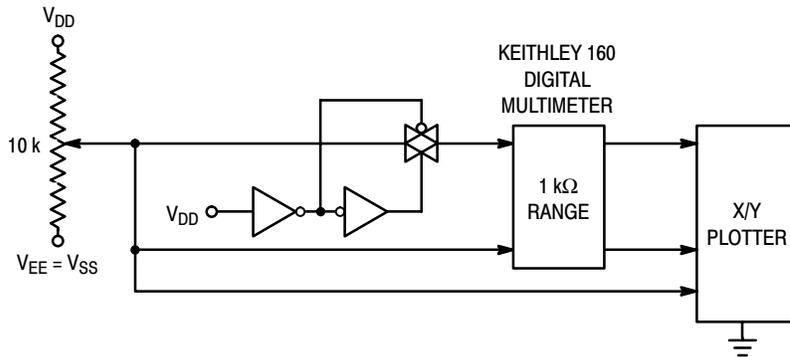 V_DD
10 k
V_EE = V_SS
V_DD
KEITHLEY 160
DIGITAL
MULTIMETER
1 kΩ
RANGE
X/Y
PLOTTER